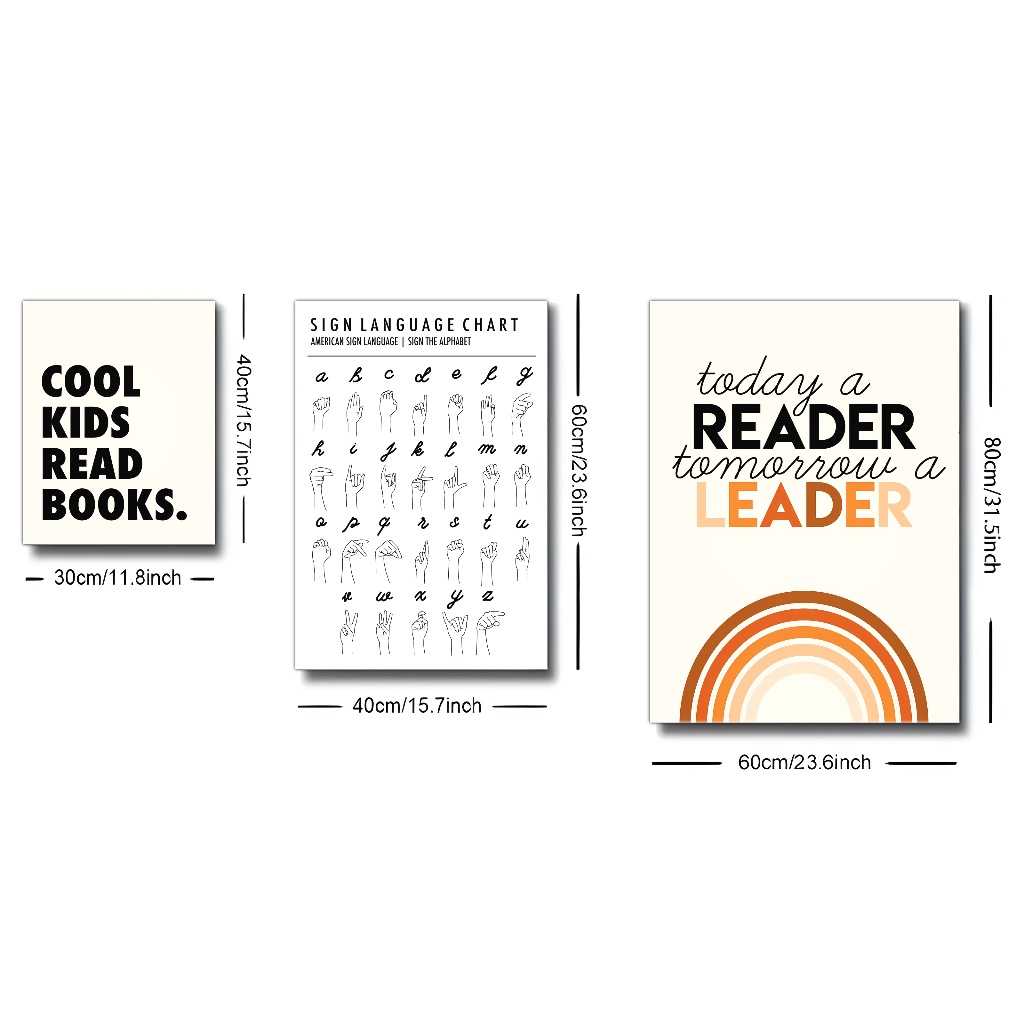 COOL
KIDS
READ
BOOKS.
40cm/15.7inch
30cm/11.8inch
SIGN LANGUAGE CHART
AMERICAN SIGN LANGUAGE | SIGN THE ALPHABET
a b c d e f g
h i j k l m n
o p q r s t u
v w x y z
60cm/23.6inch
40cm/15.7inch
today a
READER
tomorrow a
LEADER
80cm/31.5inch
60cm/23.6inch